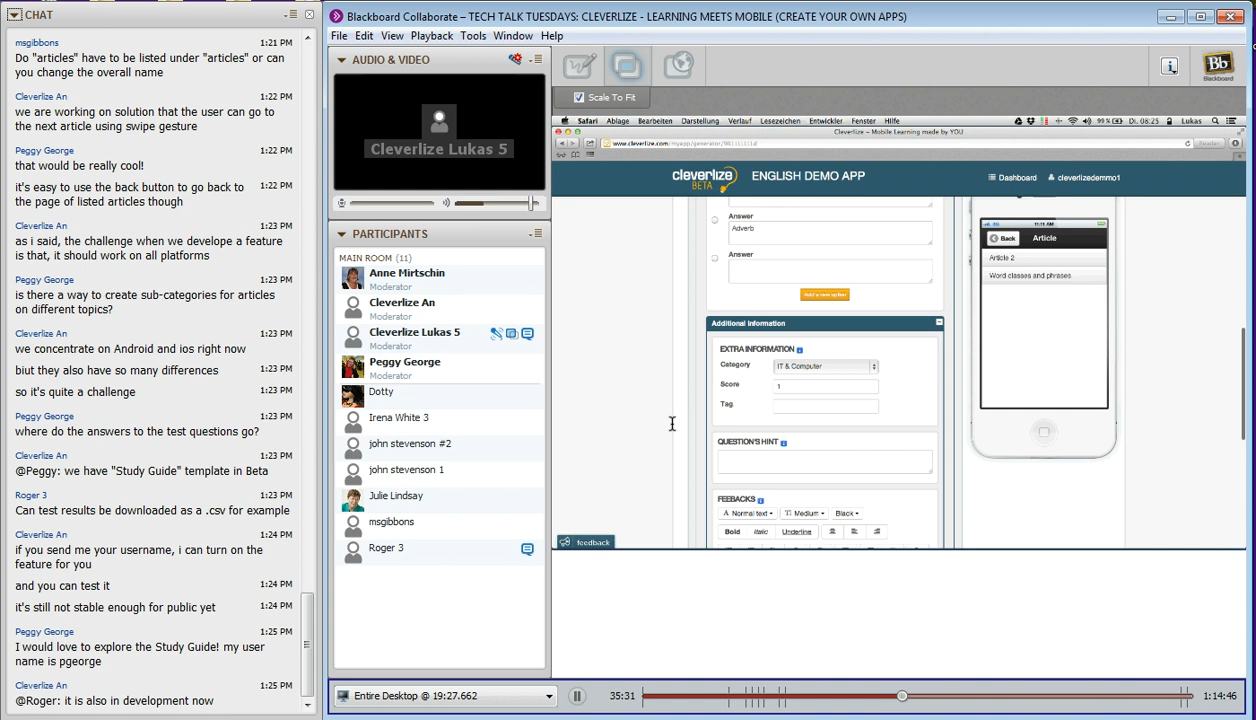 CHAT
msgibbons 1:21 PM
Do "articles" have to be listed under "articles" or can
you change the overall name
Cleverlize An 1:22 PM
we are working on solution that the user can go to
the next article using swipe gesture
Peggy George 1:22 PM
that would be really cool!
it's easy to use the back button to go back to 1:22 PM
the page of listed articles though
Cleverlize An 1:23 PM
as i said, the challenge when we develope a feature
is that, it should work on all platforms
Peggy George 1:23 PM
is there a way to create sub-categories for articles
on different topics?
Cleverlize An 1:23 PM
we concentrate on Android and ios right now
biut they also have so many differences 1:23 PM
so it's quite a challenge 1:23 PM
Peggy George 1:23 PM
where do the answers to the test questions go?
Cleverlize An 1:23 PM
@Peggy: we have "Study Guide" template in Beta
Roger 3 1:23 PM
Can test results be downloaded as a .csv for example
Cleverlize An 1:24 PM
if you send me your username, i can turn on the
feature for you
and you can test it 1:24 PM
it's still not stable enough for public yet 1:24 PM
Peggy George 1:25 PM
I would love to explore the Study Guide! my user
name is pgeorge
Cleverlize An 1:25 PM
@Roger: it is also in development now
Blackboard Collaborate – TECH TALK TUESDAYS: CLEVERLIZE - LEARNING MEETS MOBILE (CREATE YOUR OWN APPS)
File Edit View Playback Tools Window Help
AUDIO & VIDEO
Cleverlize Lukas 5
PARTICIPANTS
MAIN ROOM (11)
Anne Mirtschin
Moderator
Cleverlize An
Moderator
Cleverlize Lukas 5
Moderator
Peggy George
Moderator
Dotty
Irena White 3
john stevenson #2
john stevenson 1
Julie Lindsay
msgibbons
Roger 3
Bb
Blackboard
Scale To Fit
Safari Ablage Bearbeiten Darstellung Verlauf Lesezeichen Entwickler Fenster Hilfe 99% Di. 08:25 Lukas
Cleverlize – Mobile Learning made by YOU
Reader
cleverlize BETA ENGLISH DEMO APP Dashboard cleverlizedemmo1
Answer
Adverb
Answer
Add a new option
Additional Information
EXTRA INFORMATION
Category IT & Computer
Score 1
Tag
QUESTION'S HINT
FEEBACKS
Normal text Medium Black
Bold Italic Underline
feedback
11:11 AM
Back Article
Article 2
Word classes and phrases
Entire Desktop @ 19:27.662 35:31 1:14:46